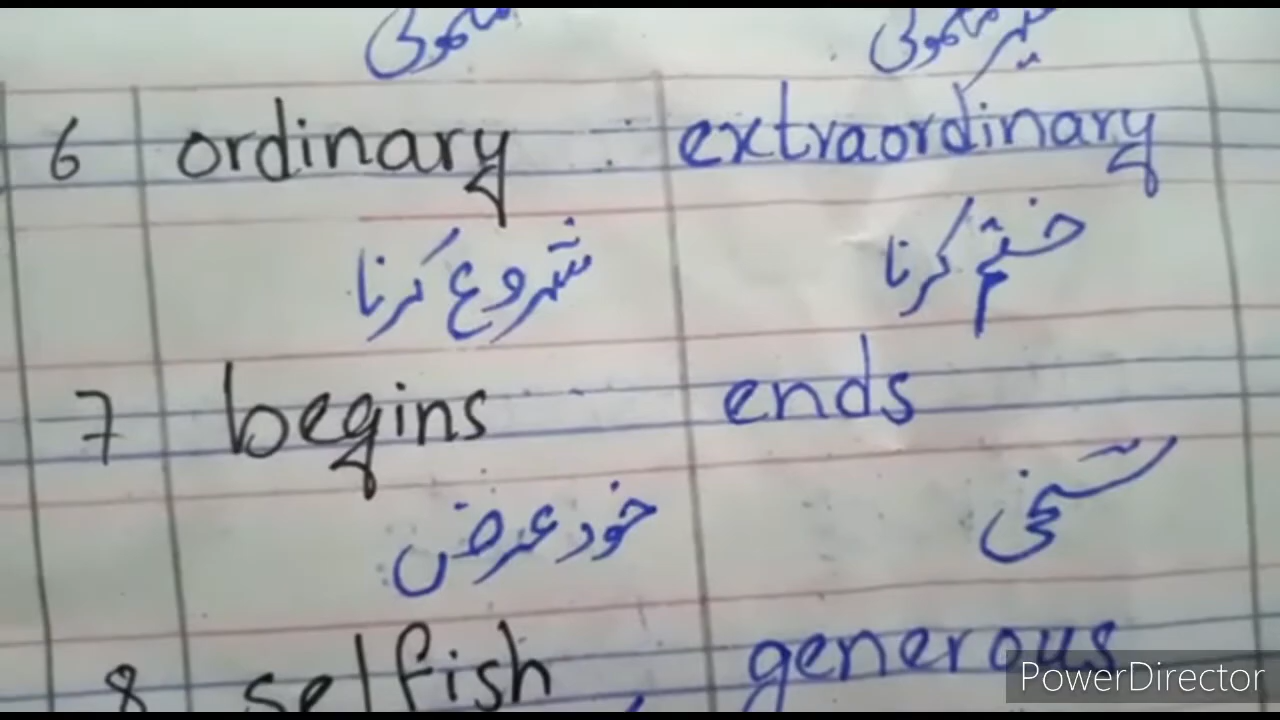 معمولی غیر معمولی
6 ordinary extraordinary
شروع کرنا ختم کرنا
7 begins ends
خود عرض سخی
8 selfish generous
PowerDirector